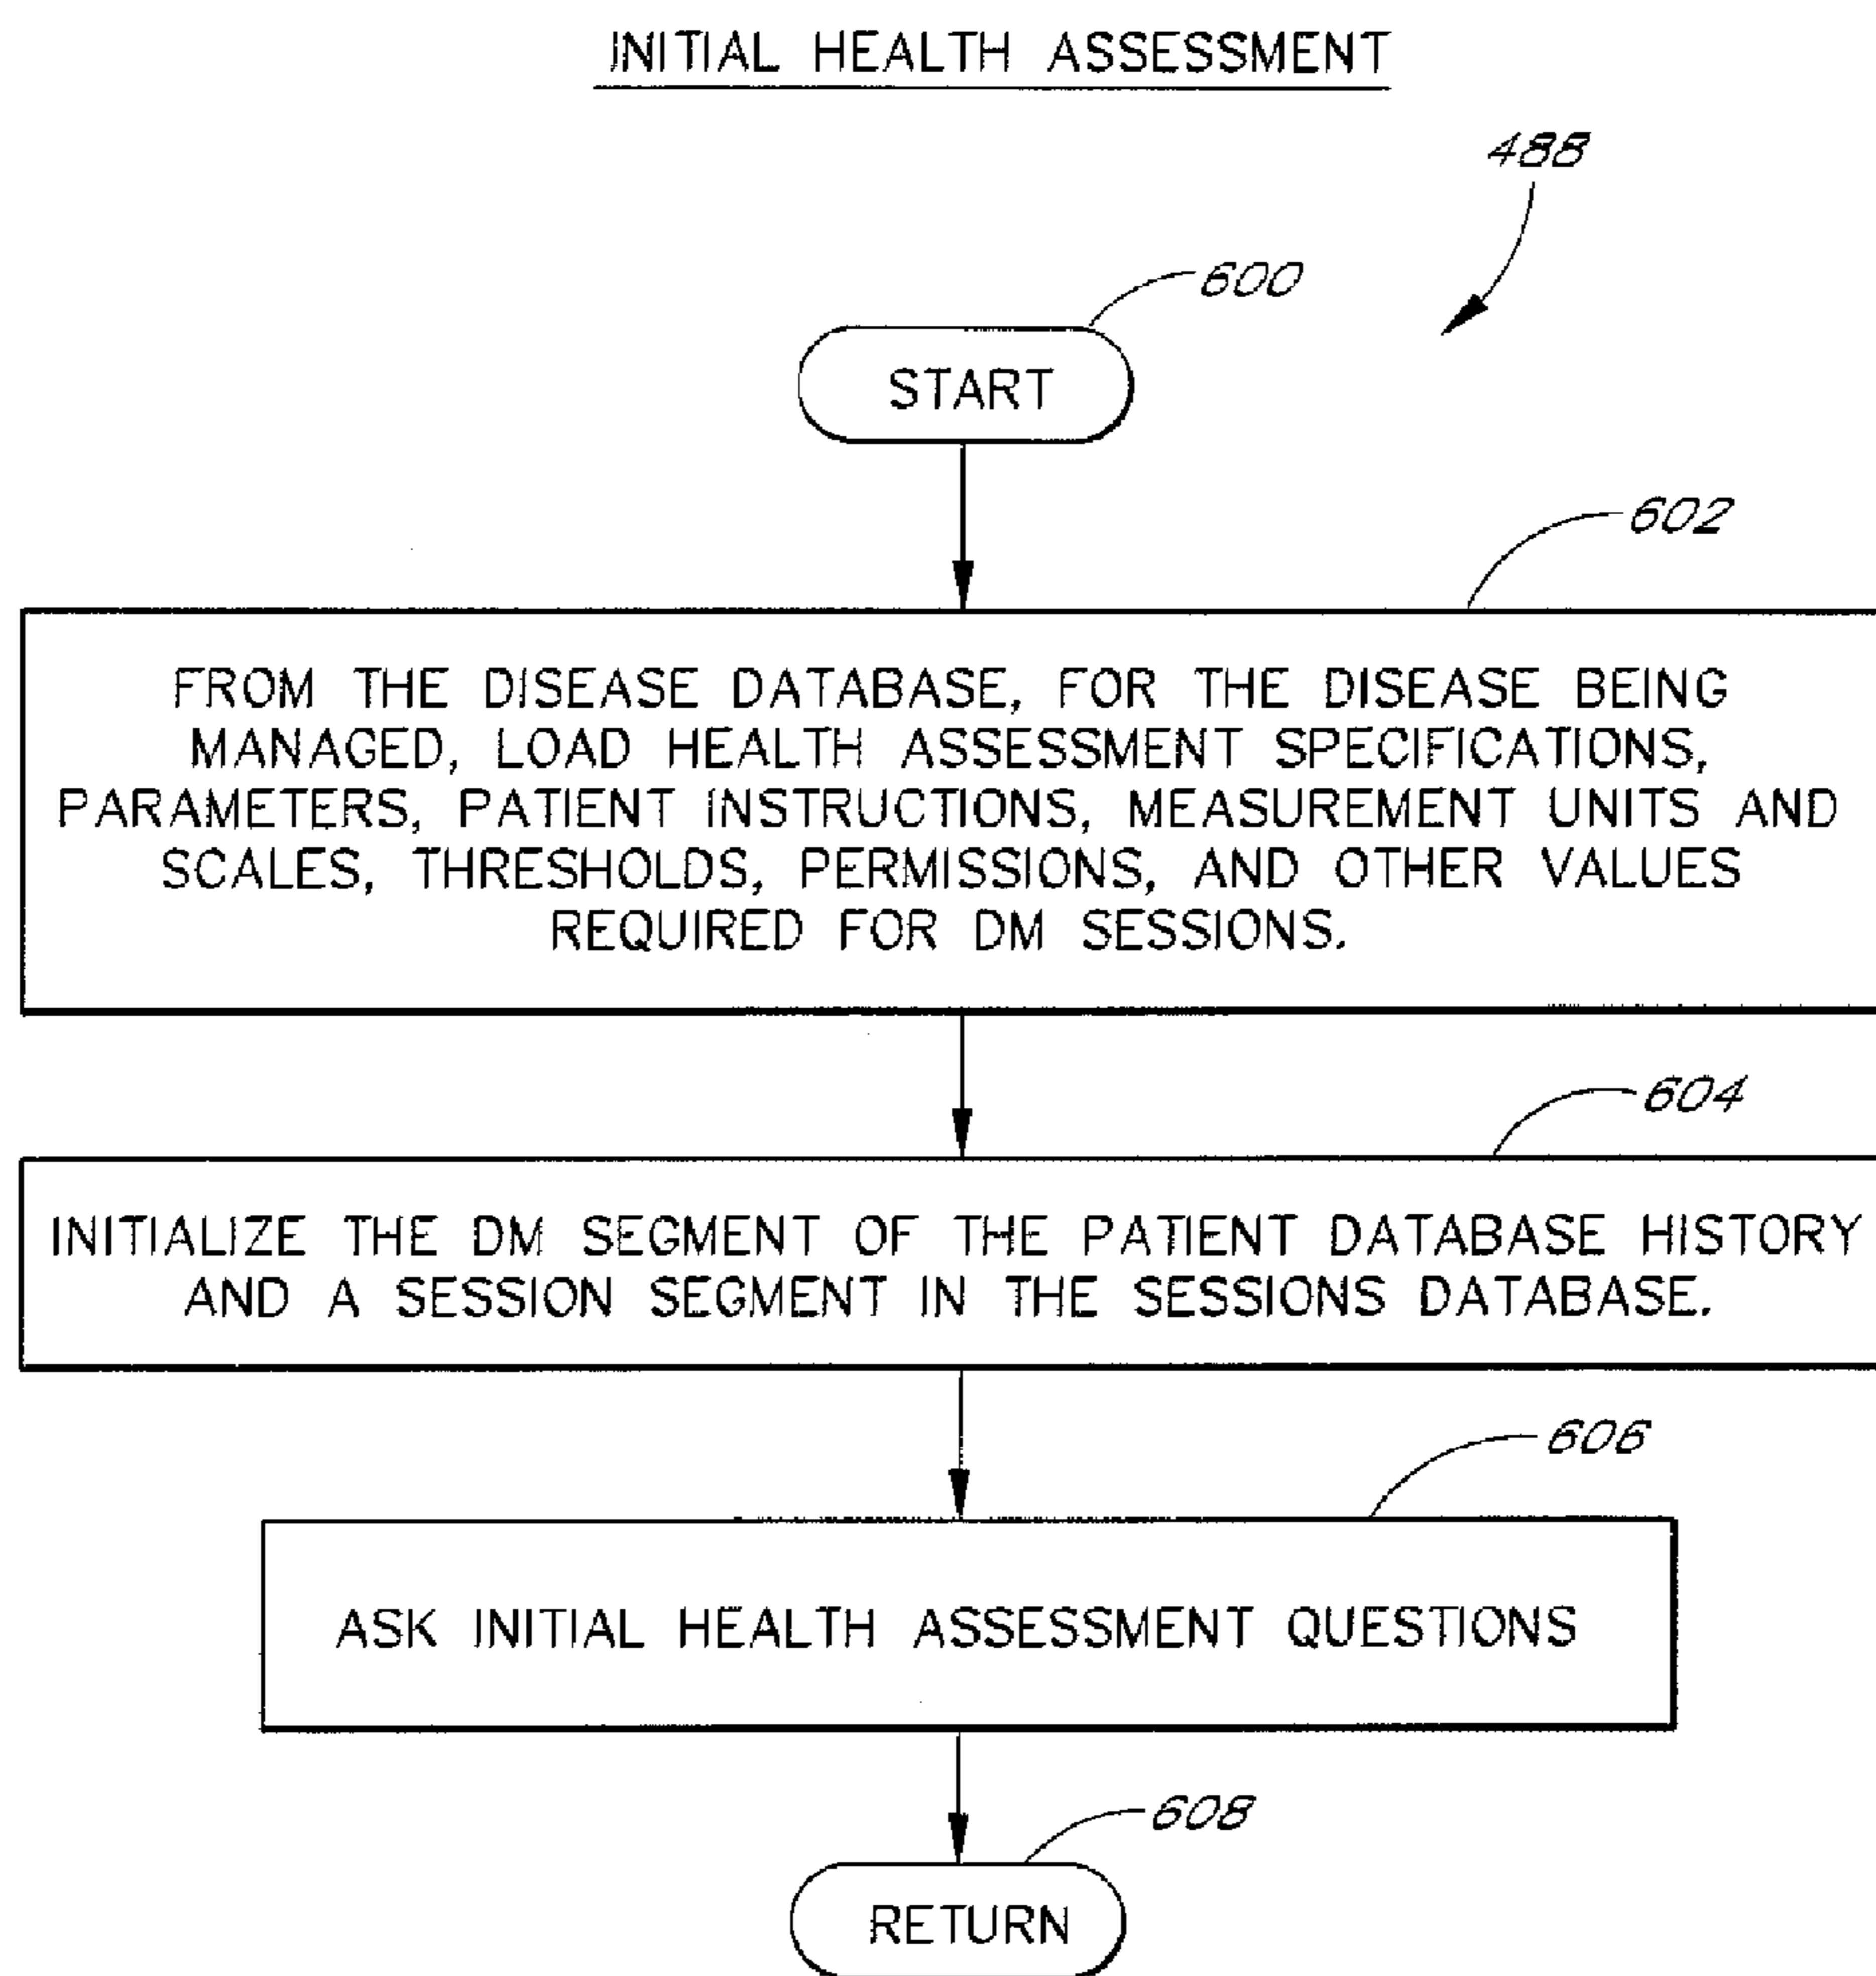 INITIAL HEALTH ASSESSMENT
488
600
START
602
FROM THE DISEASE DATABASE, FOR THE DISEASE BEING
MANAGED, LOAD HEALTH ASSESSMENT SPECIFICATIONS,
PARAMETERS, PATIENT INSTRUCTIONS, MEASUREMENT UNITS AND
SCALES, THRESHOLDS, PERMISSIONS, AND OTHER VALUES
REQUIRED FOR DM SESSIONS.
604
INITIALIZE THE DM SEGMENT OF THE PATIENT DATABASE HISTORY
AND A SESSION SEGMENT IN THE SESSIONS DATABASE.
606
ASK INITIAL HEALTH ASSESSMENT QUESTIONS
608
RETURN